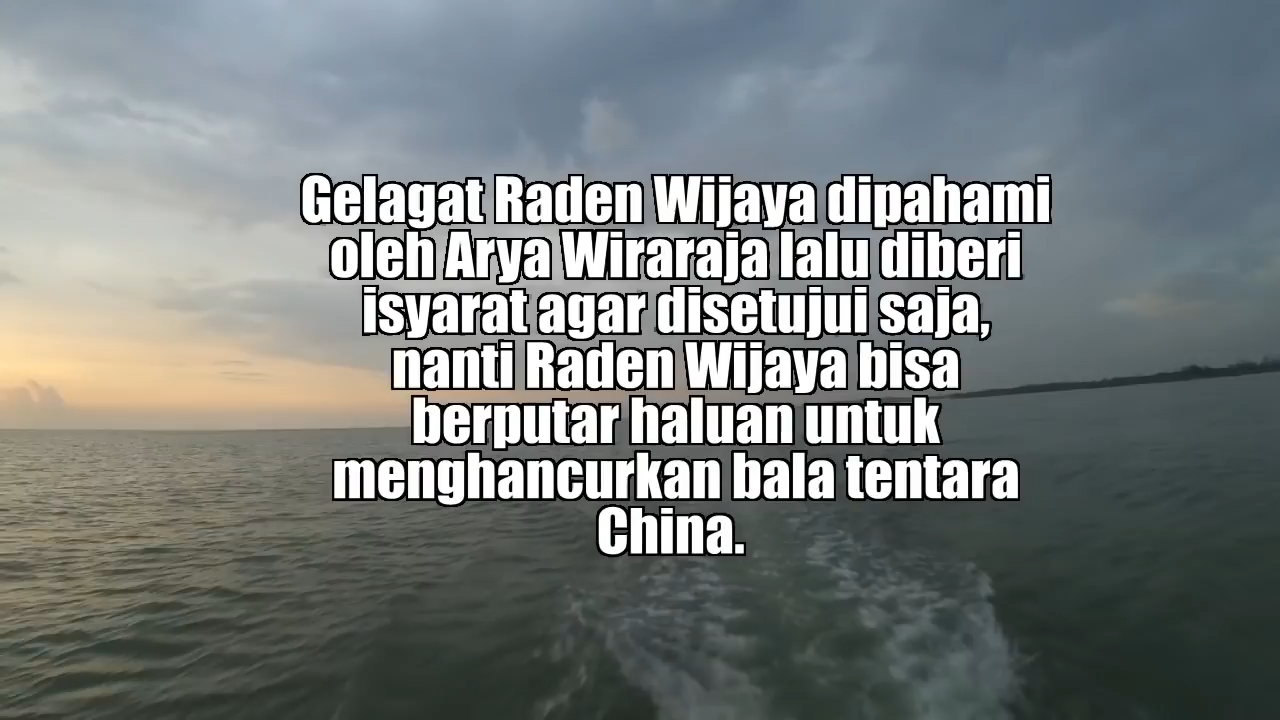 Gelagat Raden Wijaya dipahami
oleh Arya Wiraraja lalu diberi
isyarat agar disetujui saja,
nanti Raden Wijaya bisa
berputar haluan untuk
menghancurkan bala tentara
China.